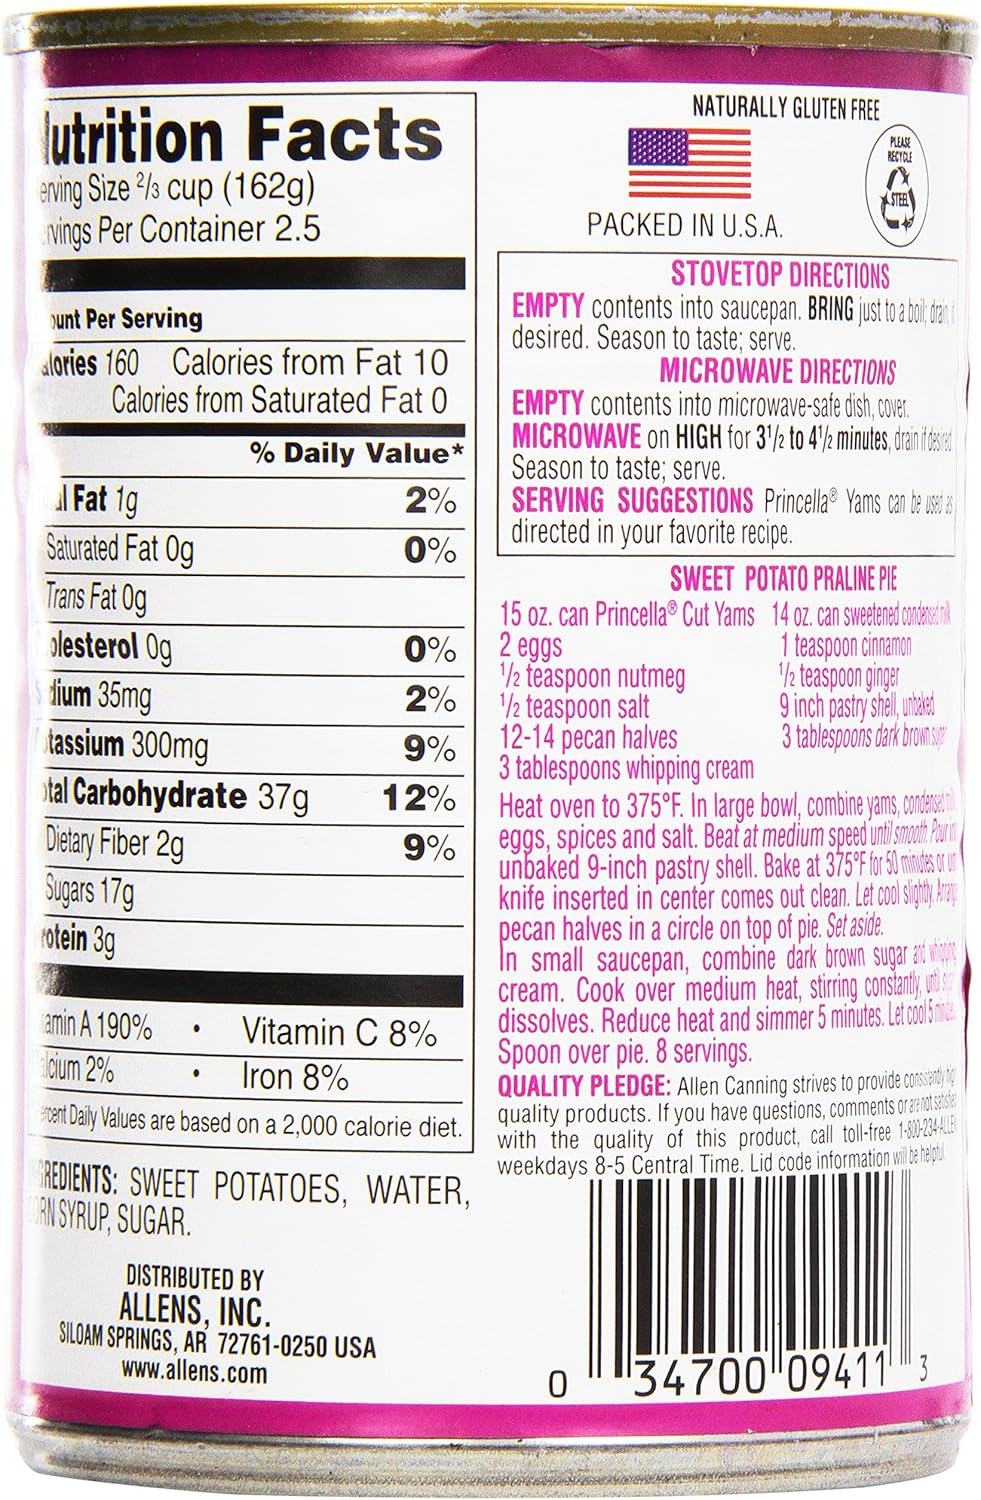 Nutrition Facts
Serving Size 2/3 cup (162g)
Servings Per Container 2.5
Amount Per Serving
Calories 160 Calories from Fat 10
Calories from Saturated Fat 0
% Daily Value*
Total Fat 1g 2%
Saturated Fat 0g 0%
Trans Fat 0g
Cholesterol 0g 0%
Sodium 35mg 2%
Potassium 300mg 9%
Total Carbohydrate 37g 12%
Dietary Fiber 2g 9%
Sugars 17g
Protein 3g
Vitamin A 190% • Vitamin C 8%
Calcium 2% • Iron 8%
Percent Daily Values are based on a 2,000 calorie diet.
INGREDIENTS: SWEET POTATOES, WATER,
CORN SYRUP, SUGAR.
DISTRIBUTED BY
ALLENS, INC.
SILOAM SPRINGS, AR 72761-0250 USA
www.allens.com
NATURALLY GLUTEN FREE
PACKED IN U.S.A.
PLEASE
RECYCLE
STEEL
STOVETOP DIRECTIONS
EMPTY contents into saucepan. BRING just to a boil; drain, if
desired. Season to taste; serve.
MICROWAVE DIRECTIONS
EMPTY contents into microwave-safe dish, cover.
MICROWAVE on HIGH for 3 1/2 to 4 1/2 minutes, drain if desired.
Season to taste; serve.
SERVING SUGGESTIONS Princella® Yams can be used as
directed in your favorite recipe.
SWEET POTATO PRALINE PIE
15 oz. can Princella® Cut Yams 14 oz. can sweetened condensed milk
2 eggs 1 teaspoon cinnamon
1/2 teaspoon nutmeg 1/2 teaspoon ginger
1/2 teaspoon salt 9 inch pastry shell, unbaked
12-14 pecan halves 3 tablespoons dark brown sugar
3 tablespoons whipping cream
Heat oven to 375°F. In large bowl, combine yams, condensed milk,
eggs, spices and salt. Beat at medium speed until smooth. Pour into
unbaked 9-inch pastry shell. Bake at 375°F for 50 minutes or until
knife inserted in center comes out clean. Let cool slightly. Arrange
pecan halves in a circle on top of pie. Set aside.
In small saucepan, combine dark brown sugar and whipping
cream. Cook over medium heat, stirring constantly, until sugar
dissolves. Reduce heat and simmer 5 minutes. Let cool 5 minutes.
Spoon over pie. 8 servings.
QUALITY PLEDGE: Allen Canning strives to provide consistently high
quality products. If you have questions, comments or are not satisfied
with the quality of this product, call toll-free 1-800-234-ALLEN
weekdays 8-5 Central Time. Lid code information will be helpful.
0 34700 09411 3